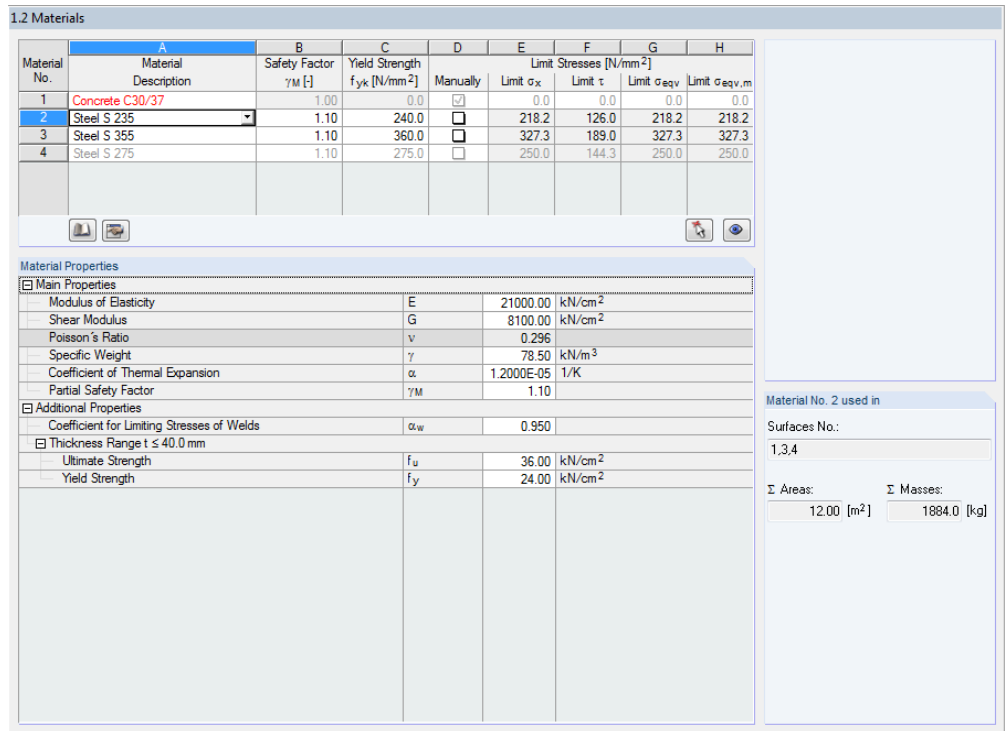 1.2 Materials
A B C D E F G H
Material Material Safety Factor Yield Strength Limit Stresses [N/mm²]
No. Description γM [-] fyk [N/mm²] Manually Limit σx Limit τ Limit σeqv Limit σeqv,m
1 Concrete C30/37 1.00 0.0 0.0 0.0 0.0 0.0
2 Steel S 235 1.10 240.0 218.2 126.0 218.2 218.2
3 Steel S 355 1.10 360.0 327.3 189.0 327.3 327.3
4 Steel S 275 1.10 275.0 250.0 144.3 250.0 250.0
Material Properties
Main Properties
Modulus of Elasticity E 21000.00 kN/cm²
Shear Modulus G 8100.00 kN/cm²
Poisson´s Ratio ν 0.296
Specific Weight γ 78.50 kN/m³
Coefficient of Thermal Expansion α 1.2000E-05 1/K
Partial Safety Factor γM 1.10
Additional Properties
Coefficient for Limiting Stresses of Welds αw 0.950
Thickness Range t ≤ 40.0 mm
Ultimate Strength fu 36.00 kN/cm²
Yield Strength fy 24.00 kN/cm²
Material No. 2 used in
Surfaces No.:
1,3,4
Σ Areas: Σ Masses:
12.00 [m²] 1884.0 [kg]